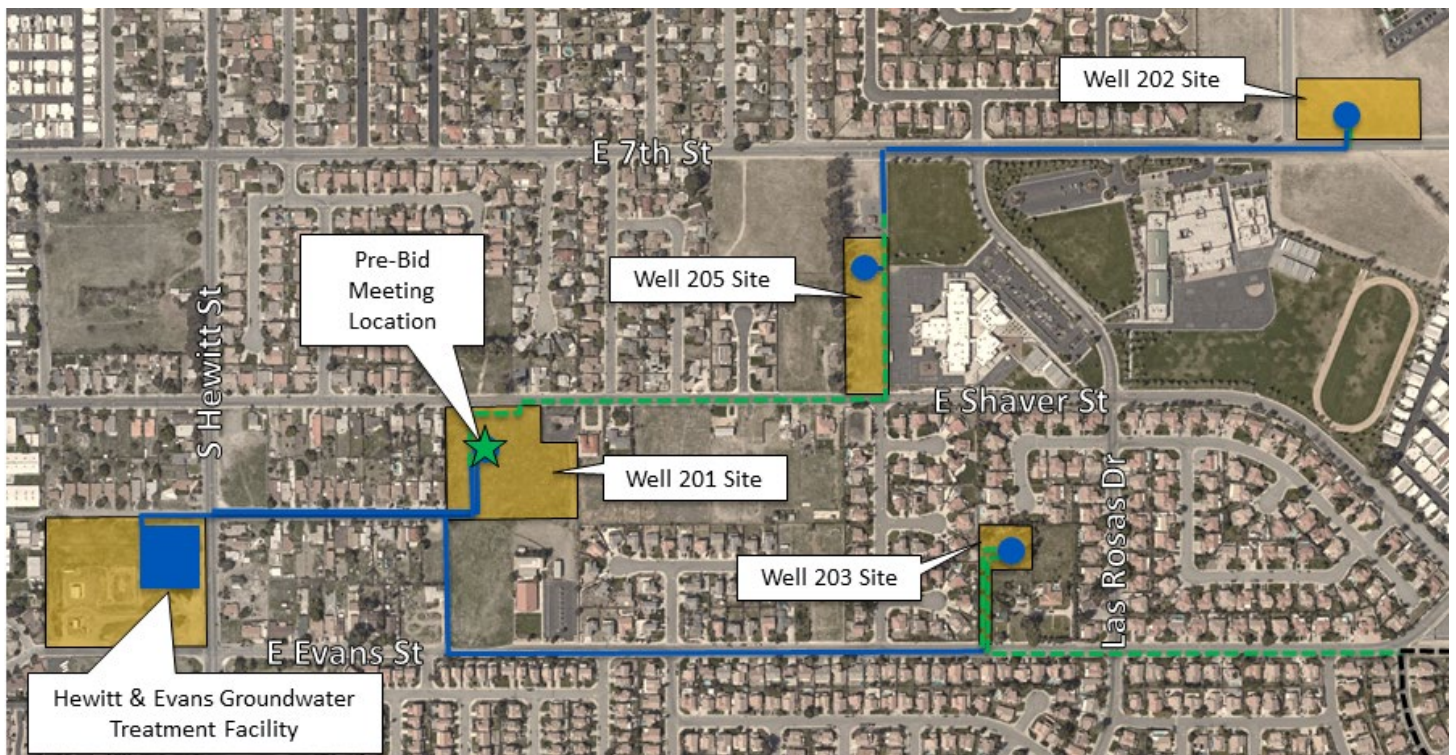 Well 202 Site
E 7th St
Pre-Bid
Meeting
Location
Well 205 Site
S Hewitt St
E Shaver St
Well 201 Site
Las Rosas Dr
Well 203 Site
E Evans St
Hewitt & Evans Groundwater
Treatment Facility